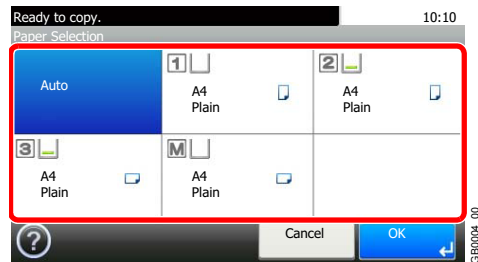 Ready to copy. 10:10
Paper Selection
Auto
1
A4
Plain
2
A4
Plain
3
A4
Plain
M
A4
Plain
?
Cancel
OK
GB0004_00